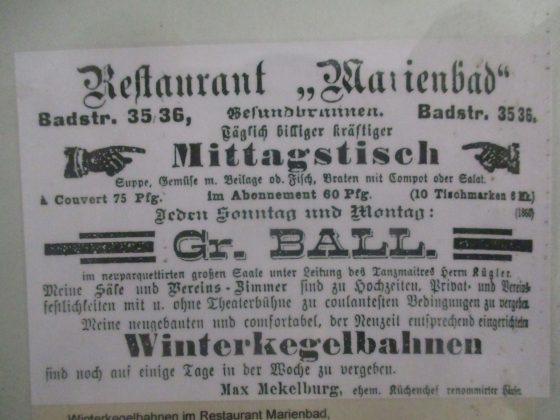 Restaurant „Marienbad“
Badstr. 35/36, Gesundbrunnen. Badstr. 35 36.
Täglich billiger kräftiger
Mittagstisch
Suppe, Gemüse m. Beilage od. Fisch, Braten mit Compot oder Salat.
à Couvert 75 Pfg. im Abonnement 60 Pfg. (10 Tischmarken 6 Mk.)
Jeden Sonntag und Montag: (1860)
Gr. BALL.
im neuparquettirten großen Saale unter Leitung des Tanzmaitres Herrn Kügler.
Meine Säle und Vereins-Zimmer sind zu Hochzeiten, Privat- und Vereins-
festlichkeiten mit u. ohne Theaterbühne zu coulantesten Bedingungen zu vergeben.
Meine neugebauten und comfortabel, der Neuzeit entsprechend eingerichteten
Winterkegelbahnen
sind noch auf einige Tage in der Woche zu vergeben.
Max Mekelburg, ehem. Küchenchef renommirter Häuser.
Winterkegelbahnen im Restaurant Marienbad,